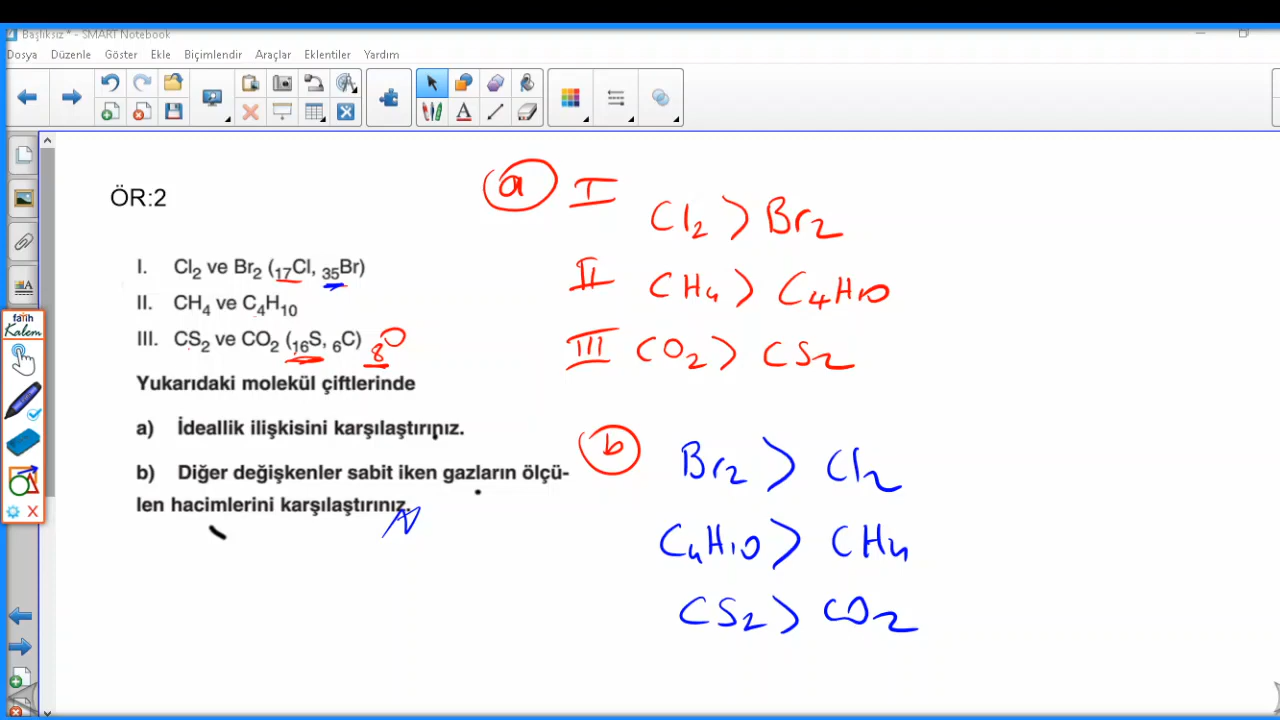 Başlıksız * - SMART Notebook
Dosya Düzenle Göster Ekle Biçimlendir Araçlar Eklentiler Yardım
ÖR:2
I. Cl2 ve Br2 (17Cl, 35Br)
II. CH4 ve C4H10
III. CS2 ve CO2 (16S, 6C) 8O
Yukarıdaki molekül çiftlerinde
a) İdeallik ilişkisini karşılaştırınız.
b) Diğer değişkenler sabit iken gazların ölçü-
len hacimlerini karşılaştırınız.
fatih
Kalem
a I Cl2 > Br2
II CH4 > C4H10
III CO2 > CS2
b Br2 > Cl2
C4H10 > CH4
CS2 > CO2